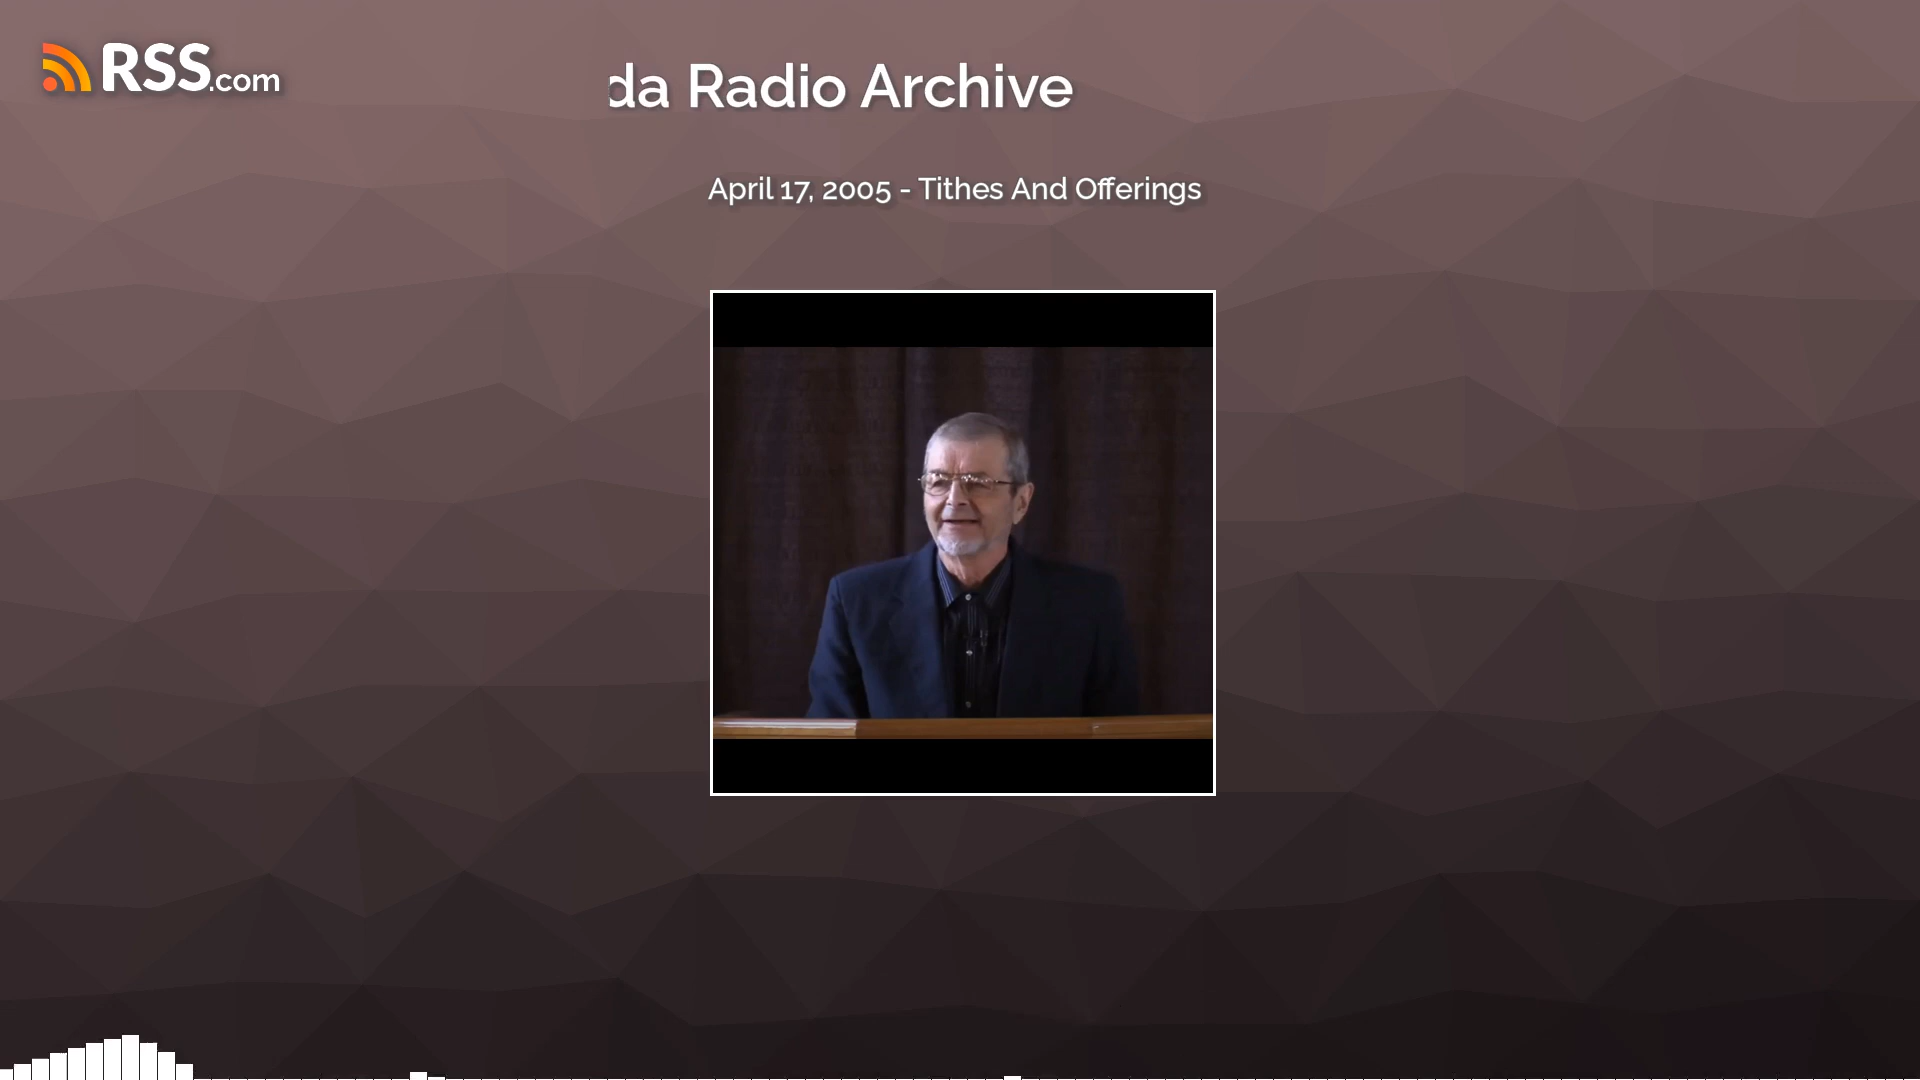 RSS.com
da Radio Archive
April 17, 2005 - Tithes And Offerings